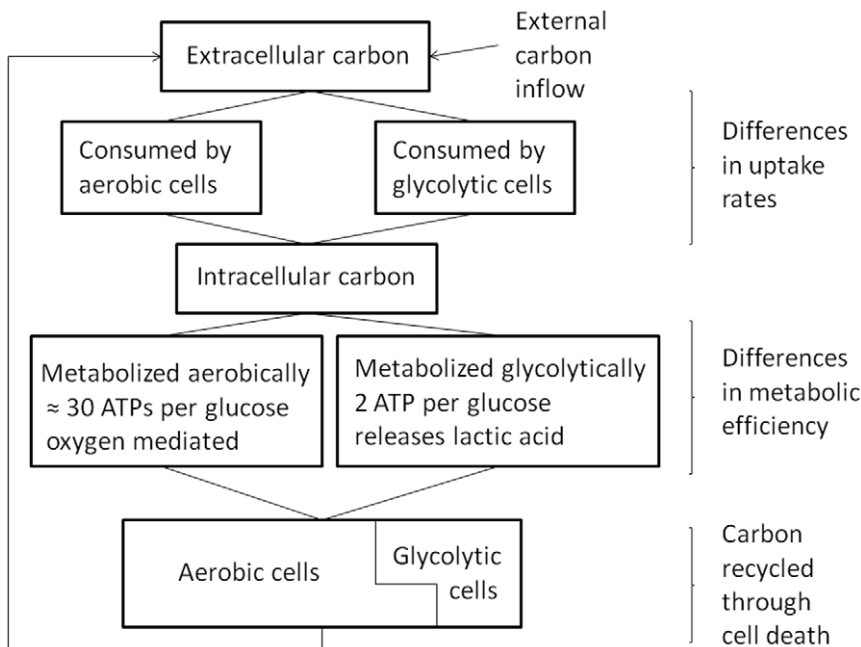 Extracellular carbon
External
carbon
inflow
Consumed by
aerobic cells
Consumed by
glycolytic cells
Differences
in uptake
rates
Intracellular carbon
Metabolized aerobically
≈ 30 ATPs per glucose
oxygen mediated
Metabolized glycolytically
2 ATP per glucose
releases lactic acid
Differences
in metabolic
efficiency
Aerobic cells
Glycolytic
cells
Carbon
recycled
through
cell death